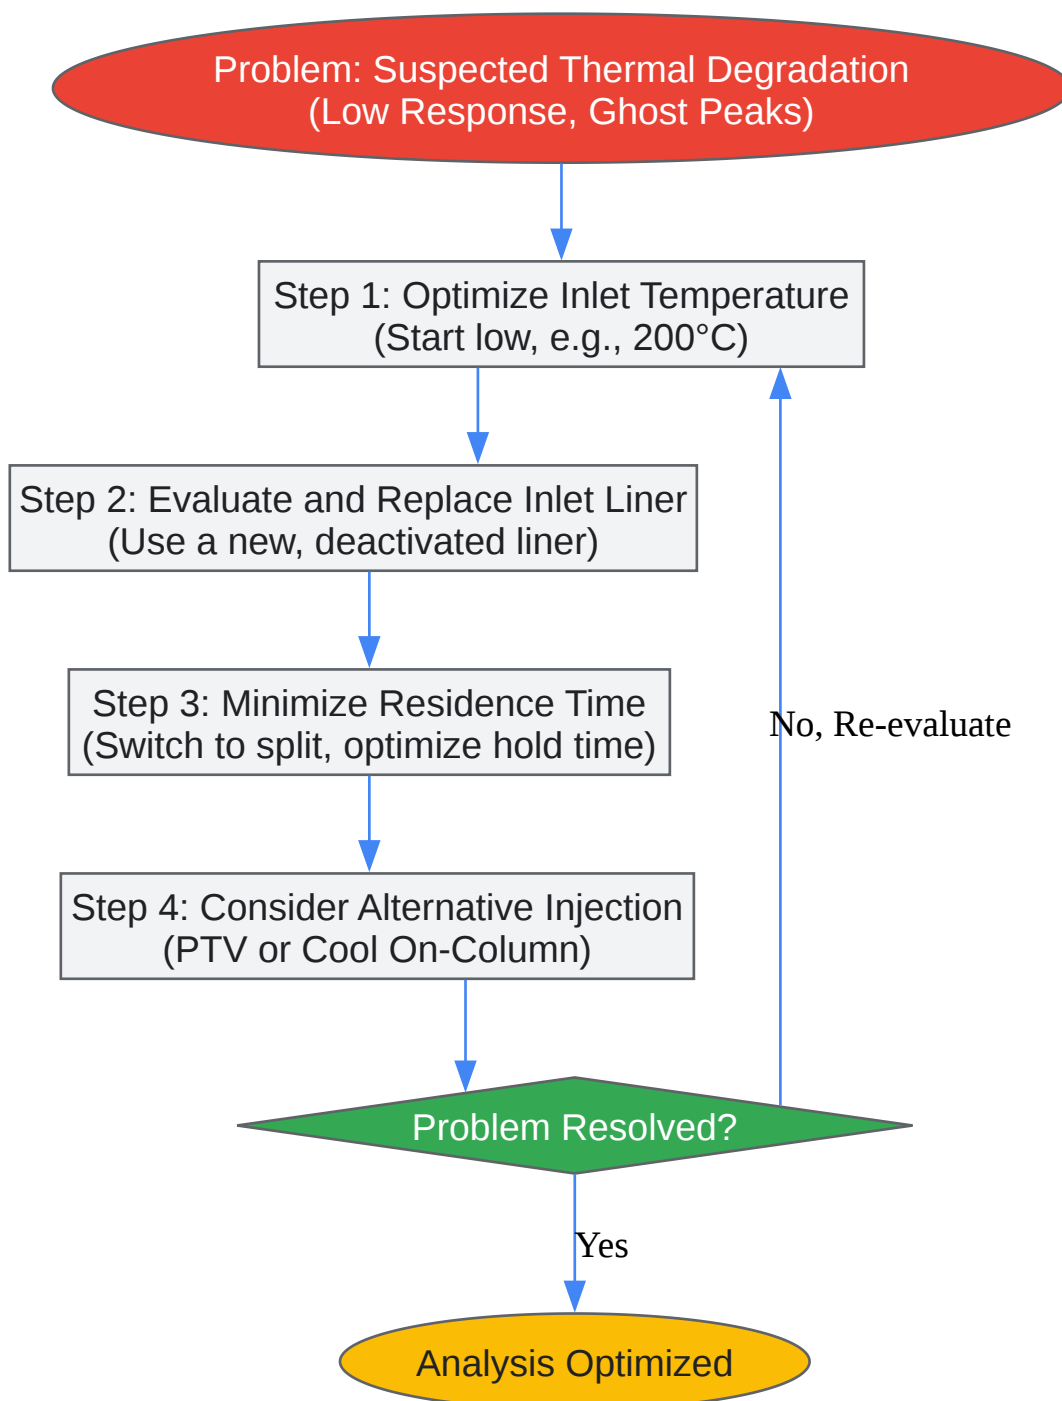 Problem: Suspected Thermal Degradation
(Low Response, Ghost Peaks)
Step 1: Optimize Inlet Temperature
(Start low, e.g., 200°C)
Step 2: Evaluate and Replace Inlet Liner
(Use a new, deactivated liner)
Step 3: Minimize Residence Time
(Switch to split, optimize hold time)
No, Re-evaluate
Step 4: Consider Alternative Injection
(PTV or Cool On-Column)
Problem Resolved?
Yes
Analysis Optimized